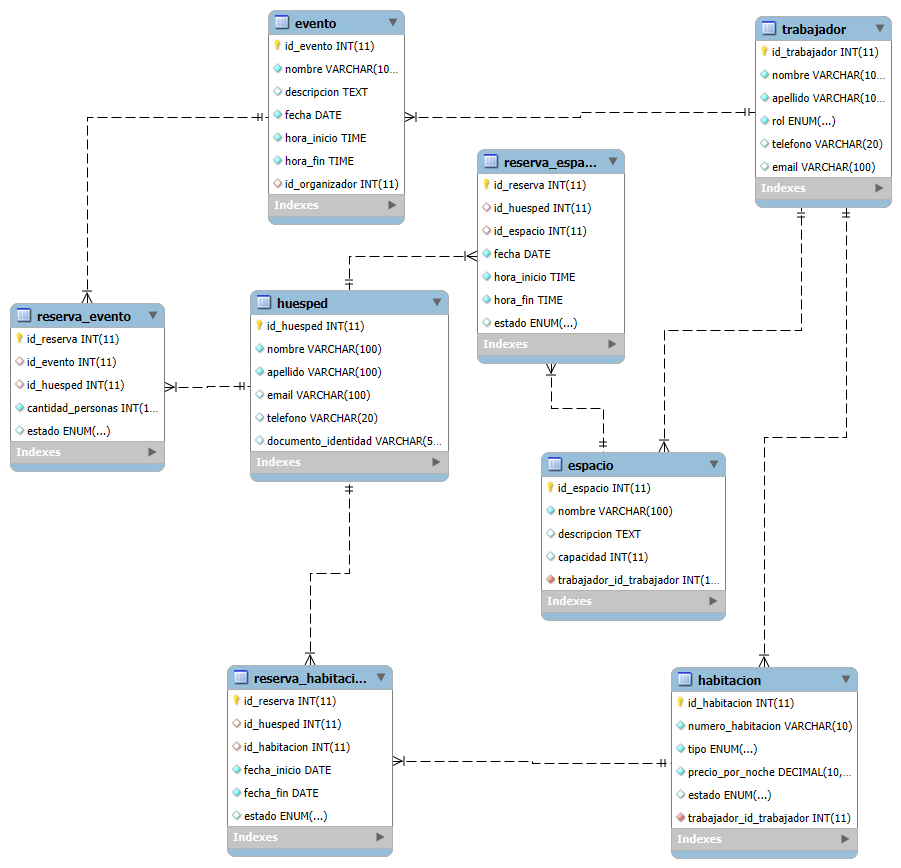 evento
id_evento INT(11)
nombre VARCHAR(10...
descripcion TEXT
fecha DATE
hora_inicio TIME
hora_fin TIME
id_organizador INT(11)
Indexes
trabajador
id_trabajador INT(11)
nombre VARCHAR(10...
apellido VARCHAR(10...
rol ENUM(...)
telefono VARCHAR(20)
email VARCHAR(100)
Indexes
reserva_espa...
id_reserva INT(11)
id_huesped INT(11)
id_espacio INT(11)
fecha DATE
hora_inicio TIME
hora_fin TIME
estado ENUM(...)
Indexes
reserva_evento
id_reserva INT(11)
id_evento INT(11)
id_huesped INT(11)
cantidad_personas INT(1...
estado ENUM(...)
Indexes
huesped
id_huesped INT(11)
nombre VARCHAR(100)
apellido VARCHAR(100)
email VARCHAR(100)
telefono VARCHAR(20)
documento_identidad VARCHAR(5...
Indexes
espacio
id_espacio INT(11)
nombre VARCHAR(100)
descripcion TEXT
capacidad INT(11)
trabajador_id_trabajador INT(1...
Indexes
reserva_habitaci...
id_reserva INT(11)
id_huesped INT(11)
id_habitacion INT(11)
fecha_inicio DATE
fecha_fin DATE
estado ENUM(...)
Indexes
habitacion
id_habitacion INT(11)
numero_habitacion VARCHAR(10)
tipo ENUM(...)
precio_por_noche DECIMAL(10,...
estado ENUM(...)
trabajador_id_trabajador INT(11)
Indexes